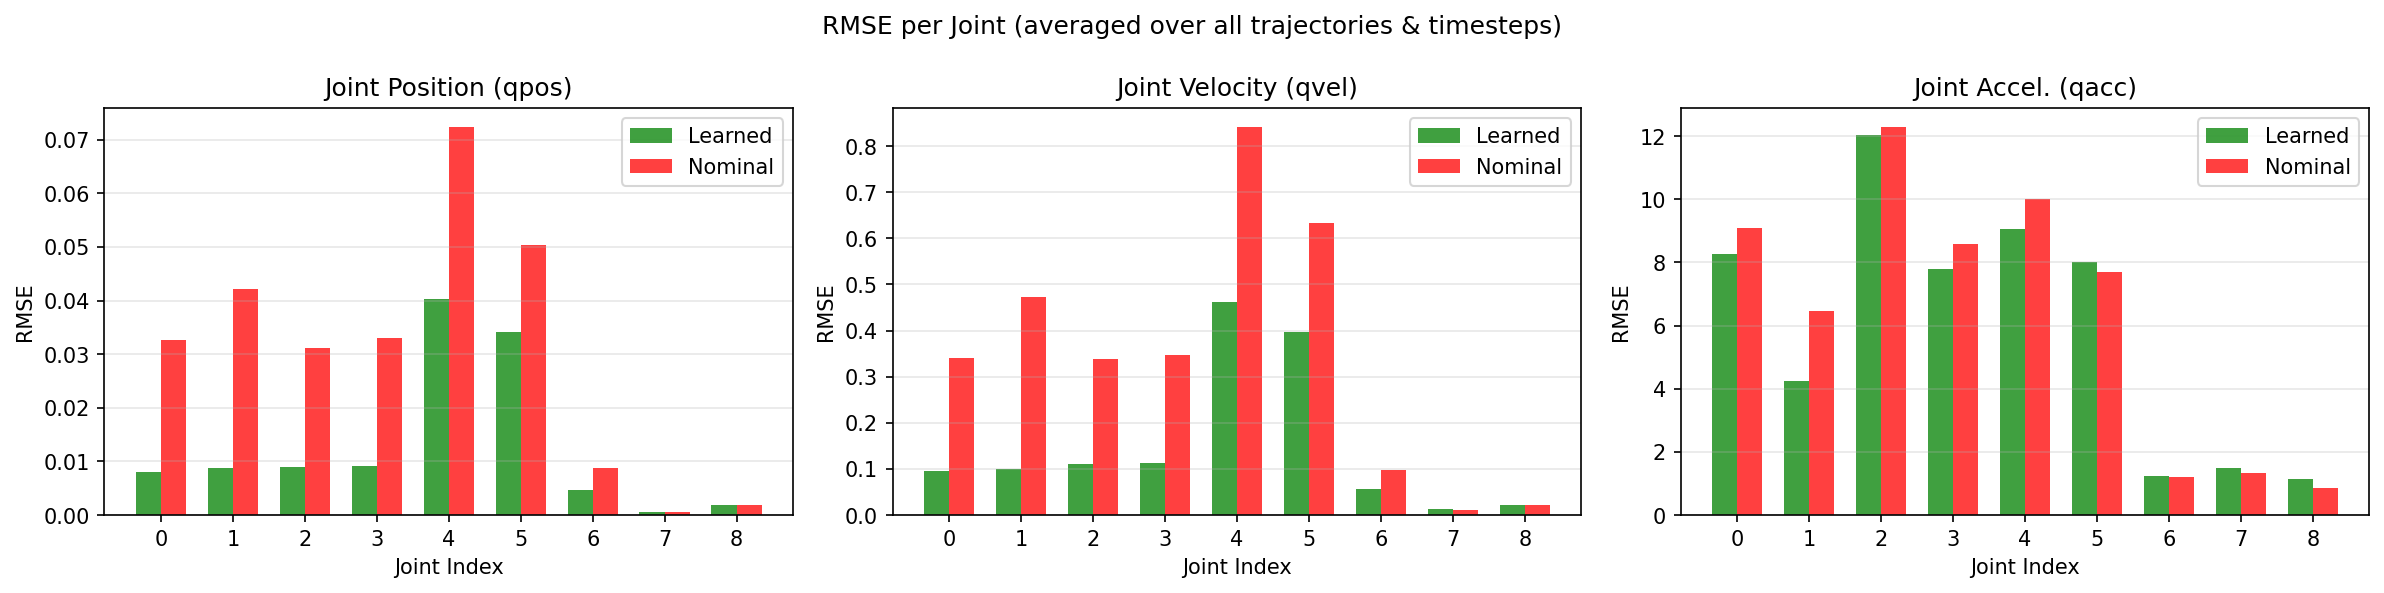 RMSE per Joint (averaged over all trajectories & timesteps)
Joint Position (qpos)
RMSE
0.07
0.06
0.05
0.04
0.03
0.02
0.01
0.00
Learned
Nominal
0 1 2 3 4 5 6 7 8
Joint Index
Joint Velocity (qvel)
RMSE
0.8
0.7
0.6
0.5
0.4
0.3
0.2
0.1
0.0
Learned
Nominal
0 1 2 3 4 5 6 7 8
Joint Index
Joint Accel. (qacc)
RMSE
12
10
8
6
4
2
0
Learned
Nominal
0 1 2 3 4 5 6 7 8
Joint Index